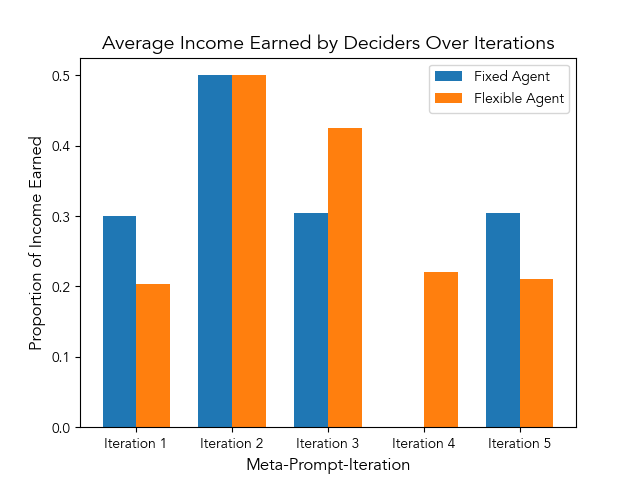 Average Income Earned by Deciders Over Iterations
Fixed Agent
Flexible Agent
Proportion of Income Earned
0.5
0.4
0.3
0.2
0.1
0.0
Iteration 1
Iteration 2
Iteration 3
Iteration 4
Iteration 5
Meta-Prompt-Iteration